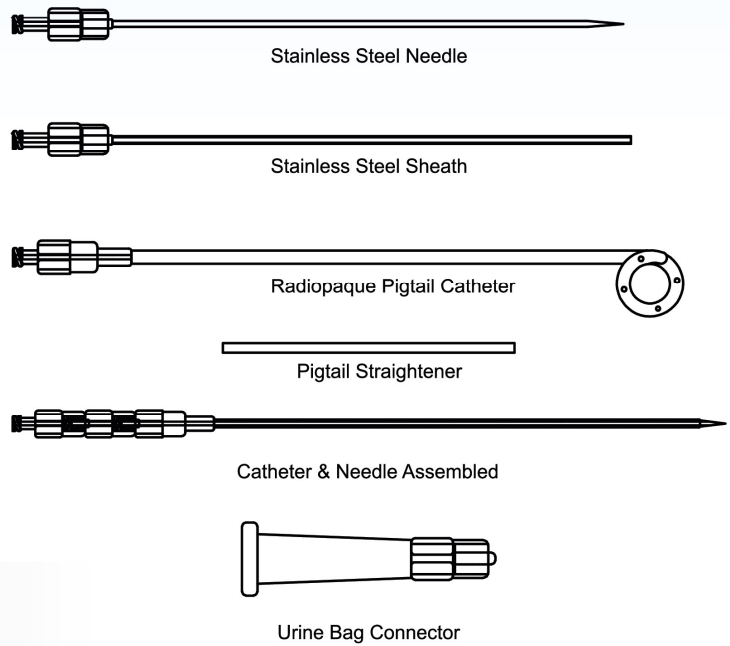 Stainless Steel Needle
Stainless Steel Sheath
Radiopaque Pigtail Catheter
Pigtail Straightener
Catheter & Needle Assembled
Urine Bag Connector